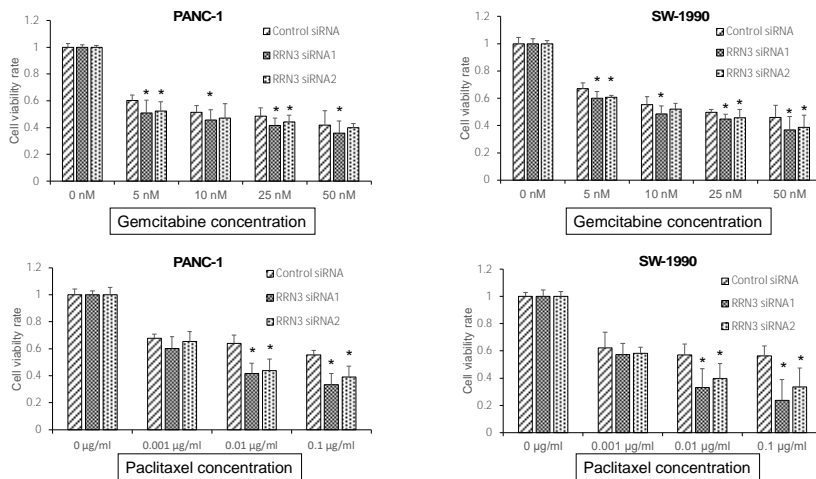 PANC-1
Cell viability rate
1.2
1
0.8
0.6
0.4
0.2
0
Control siRNA
RRN3 siRNA1
RRN3 siRNA2
* * * * * *
0 nM 5 nM 10 nM 25 nM 50 nM
Gemcitabine concentration
SW-1990
Cell viability rate
1.2
1
0.8
0.6
0.4
0.2
0
Control siRNA
RRN3 siRNA1
RRN3 siRNA2
* * * * * * *
0 nM 5 nM 10 nM 25 nM 50 nM
Gemcitabine concentration
PANC-1
Cell viability rate
1.2
1
0.8
0.6
0.4
0.2
0
Control siRNA
RRN3 siRNA1
RRN3 siRNA2
* * * *
0 µg/ml 0.001 µg/ml 0.01 µg/ml 0.1 µg/ml
Paclitaxel concentration
SW-1990
Cell viability rate
1.2
1
0.8
0.6
0.4
0.2
0
Control siRNA
RRN3 siRNA1
RRN3 siRNA2
* * * *
0 µg/ml 0.001 µg/ml 0.01 µg/ml 0.1 µg/ml
Paclitaxel concentration